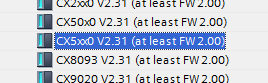 CX2xx0 V2.31 (at least FW 2.00)
CX50x0 V2.31 (at least FW 2.00)
CX5xx0 V2.31 (at least FW 2.00)
CX8093 V2.31 (at least FW 2.00)
CX9020 V2.31 (at least FW 2.00)